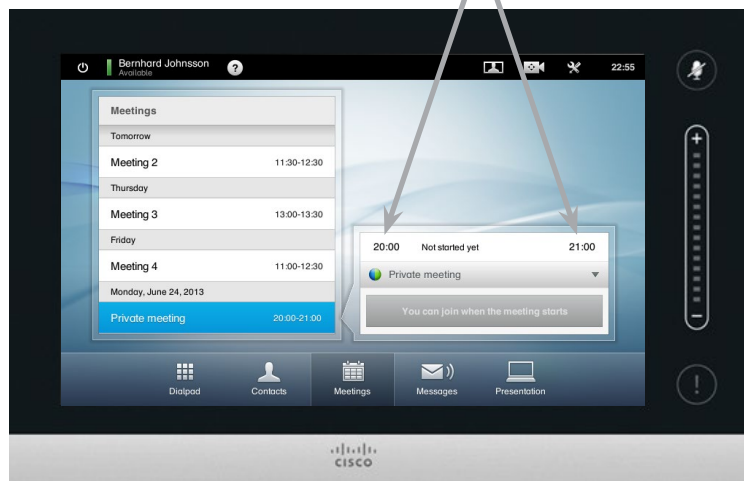 Bernhard Johnsson
Available
?
22:55
Meetings
Tomorrow
Meeting 2 11:30-12:30
Thursday
Meeting 3 13:00-13:30
Friday
Meeting 4 11:00-12:30
Monday, June 24, 2013
Private meeting 20:00-21:00
20:00 Not started yet 21:00
Private meeting
You can join when the meeting starts
Dialpad Contacts Meetings Messages Presentation
+
−
!
CISCO